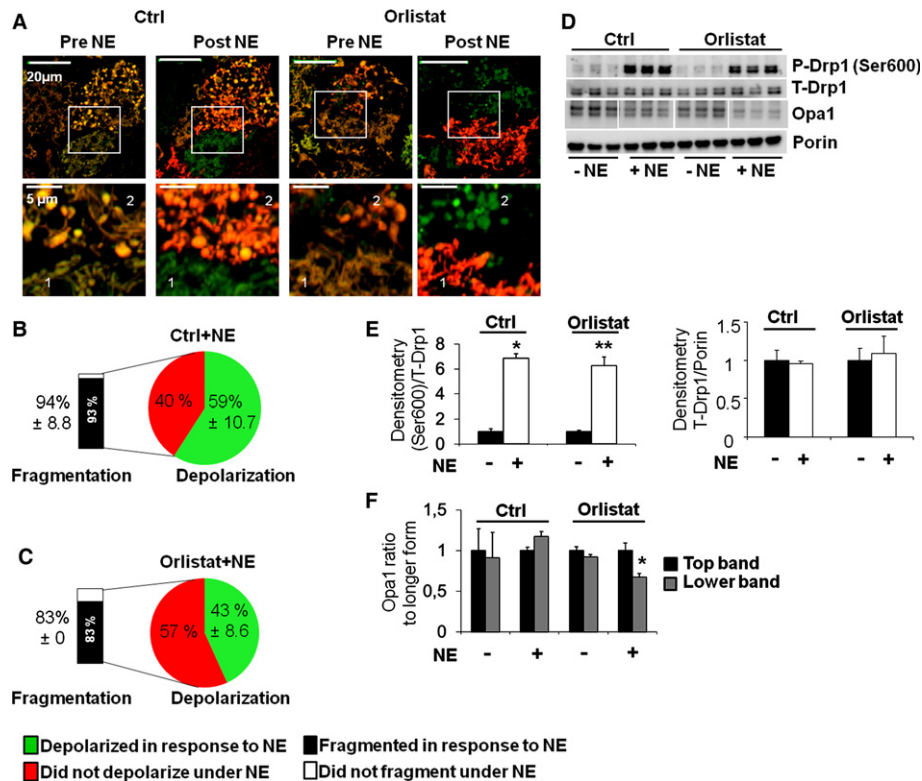 A
Ctrl
Orlistat
Pre NE
Post NE
Pre NE
Post NE
20µm
5 µm
2
2
2
2
1
1
1
1
B
Ctrl+NE
94%
± 8.8
93 %
40 %
59%
± 10.7
Fragmentation
Depolarization
C
Orlistat+NE
83%
± 0
83 %
57 %
43 %
± 8.6
Fragmentation
Depolarization
Depolarized in response to NE
Did not depolarize under NE
Fragmented in response to NE
Did not fragment under NE
D
Ctrl
Orlistat
P-Drp1 (Ser600)
T-Drp1
Opa1
Porin
- NE
+ NE
- NE
+ NE
E
Densitometry
(Ser600)/T-Drp1
8
6
4
2
0
Ctrl
Orlistat
*
**
NE
-
+
-
+
Densitometry
T-Drp1/Porin
1.5
1
0.5
0
Ctrl
Orlistat
-
+
-
+
F
Opa1 ratio
to longer form
1,5
1
0,5
0
Ctrl
Orlistat
*
Top band
Lower band
NE
-
+
-
+